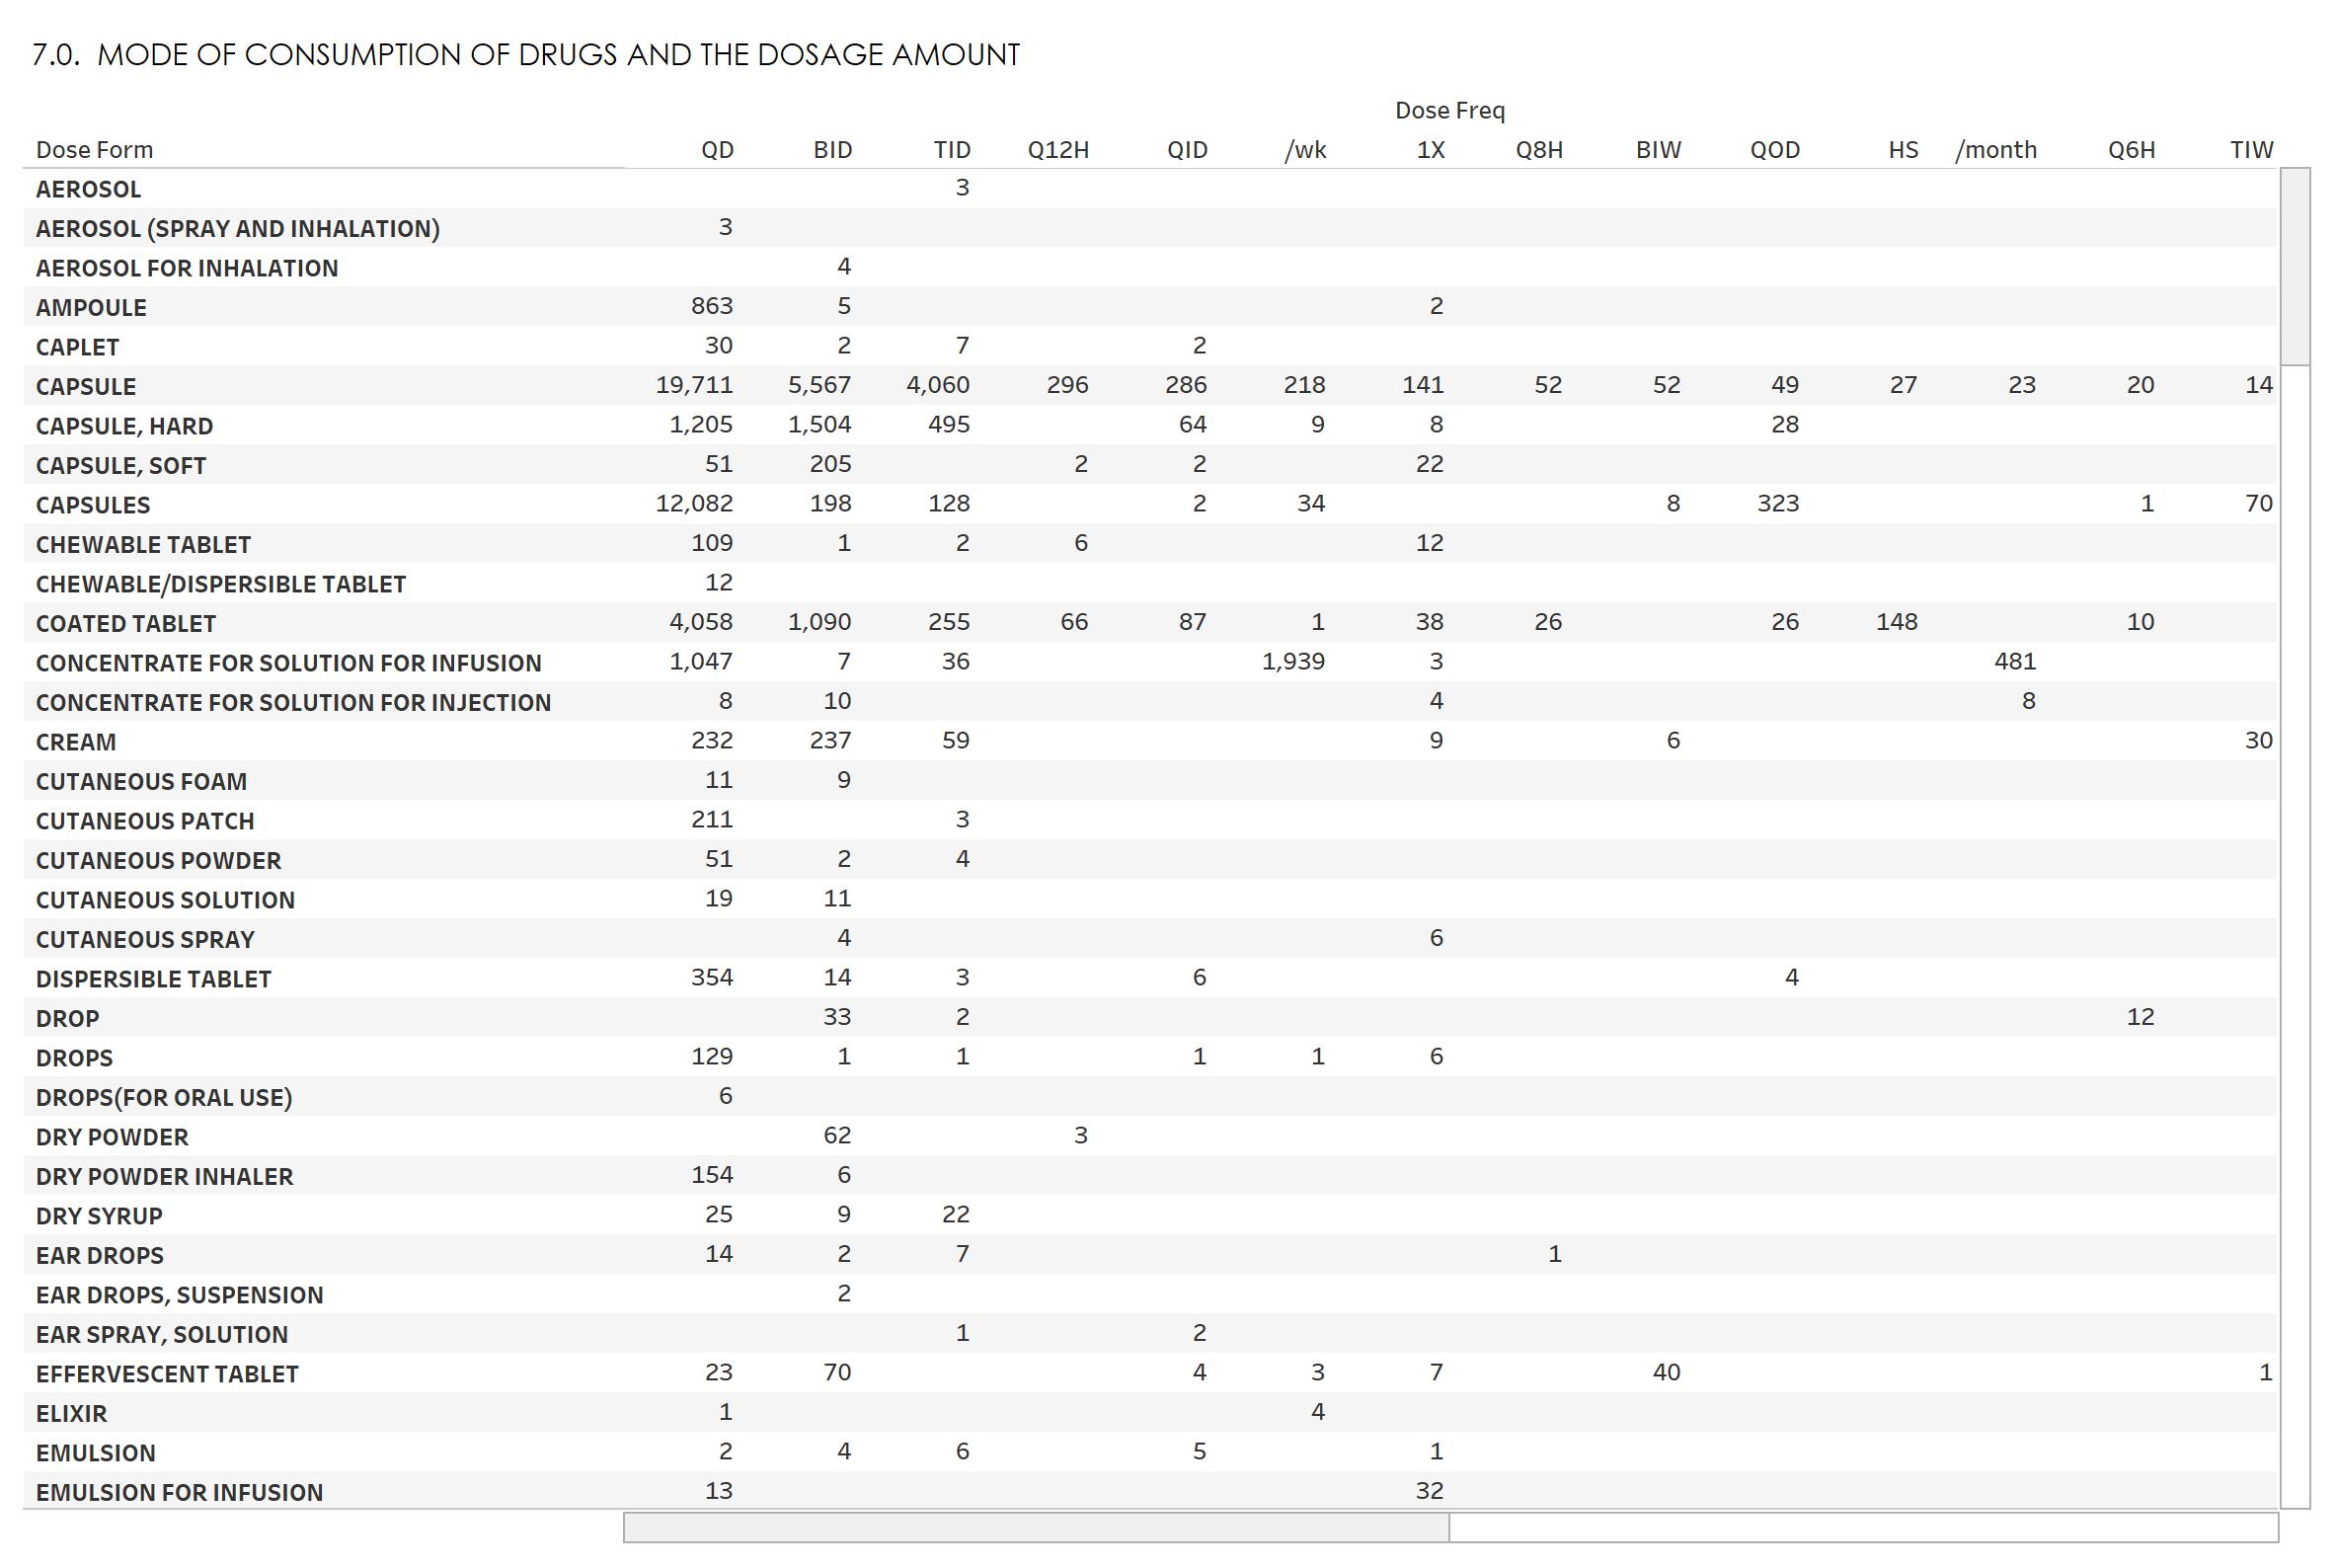 7.0. MODE OF CONSUMPTION OF DRUGS AND THE DOSAGE AMOUNT
Dose Freq
Dose Form QD BID TID Q12H QID /wk 1X Q8H BIW QOD HS /month Q6H TIW
AEROSOL 3
AEROSOL (SPRAY AND INHALATION) 3
AEROSOL FOR INHALATION 4
AMPOULE 863 5 2
CAPLET 30 2 7 2
CAPSULE 19,711 5,567 4,060 296 286 218 141 52 52 49 27 23 20 14
CAPSULE, HARD 1,205 1,504 495 64 9 8 28
CAPSULE, SOFT 51 205 2 2 22
CAPSULES 12,082 198 128 2 34 8 323 1 70
CHEWABLE TABLET 109 1 2 6 12
CHEWABLE/DISPERSIBLE TABLET 12
COATED TABLET 4,058 1,090 255 66 87 1 38 26 26 148 10
CONCENTRATE FOR SOLUTION FOR INFUSION 1,047 7 36 1,939 3 481
CONCENTRATE FOR SOLUTION FOR INJECTION 8 10 4 8
CREAM 232 237 59 9 6 30
CUTANEOUS FOAM 11 9
CUTANEOUS PATCH 211 3
CUTANEOUS POWDER 51 2 4
CUTANEOUS SOLUTION 19 11
CUTANEOUS SPRAY 4 6
DISPERSIBLE TABLET 354 14 3 6 4
DROP 33 2 12
DROPS 129 1 1 1 1 6
DROPS(FOR ORAL USE) 6
DRY POWDER 62 3
DRY POWDER INHALER 154 6
DRY SYRUP 25 9 22
EAR DROPS 14 2 7 1
EAR DROPS, SUSPENSION 2
EAR SPRAY, SOLUTION 1 2
EFFERVESCENT TABLET 23 70 4 3 7 40 1
ELIXIR 1 4
EMULSION 2 4 6 5 1
EMULSION FOR INFUSION 13 32